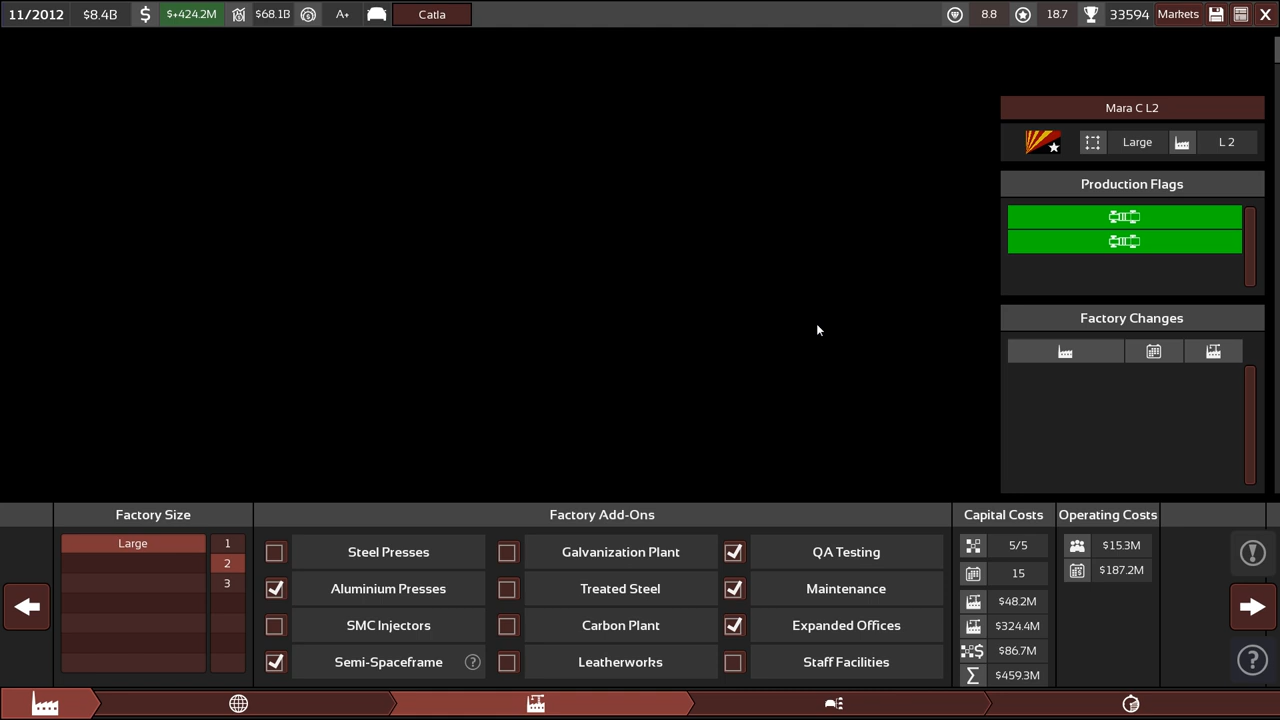 11/2012 $8.4B $+424.2M $68.1B A+ Catla 8.8 18.7 33594 Markets
Mara C L2
Large L 2
Production Flags
Factory Changes
Factory Size
Large
1
2
3
Factory Add-Ons
Steel Presses Galvanization Plant QA Testing
Aluminium Presses Treated Steel Maintenance
SMC Injectors Carbon Plant Expanded Offices
Semi-Spaceframe ? Leatherworks Staff Facilities
Capital Costs
5/5
15
$48.2M
$324.4M
$86.7M
Σ $459.3M
Operating Costs
$15.3M
$187.2M